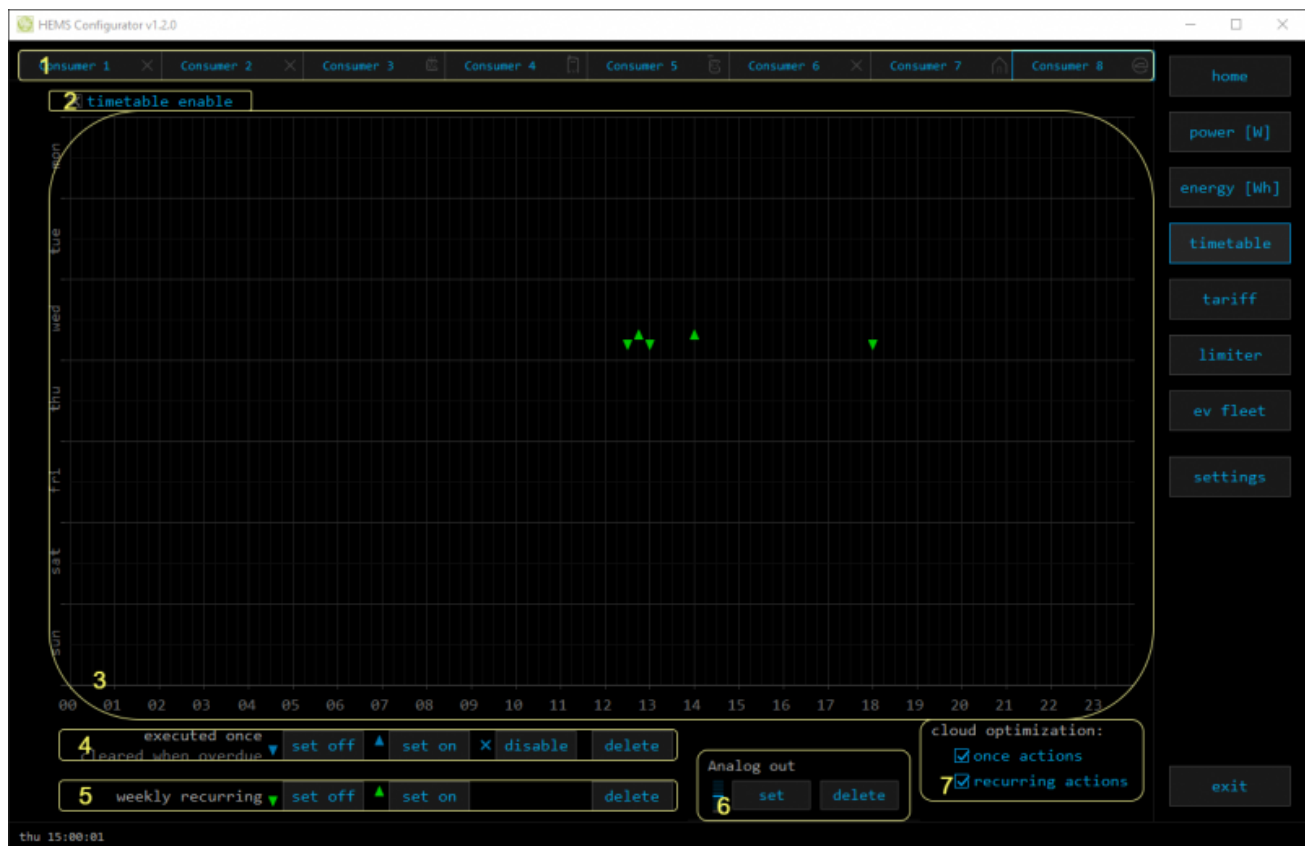 HEMS Configurator v1.2.0
1 Consumer 1 Consumer 2 Consumer 3 Consumer 4 Consumer 5 Consumer 6 Consumer 7 Consumer 8
home
2 timetable enable
power [W]
mon
energy [Wh]
tue
timetable
wed
tariff
limiter
thu
ev fleet
fri
settings
sat
sun
3
00 01 02 03 04 05 06 07 08 09 10 11 12 13 14 15 16 17 18 19 20 21 22 23
4 executed once
cleared when overdue
set off set on disable delete
cloud optimization:
once actions
7 recurring actions
Analog out
6 set delete
5 weekly recurring set off set on delete
exit
thu 15:00:01